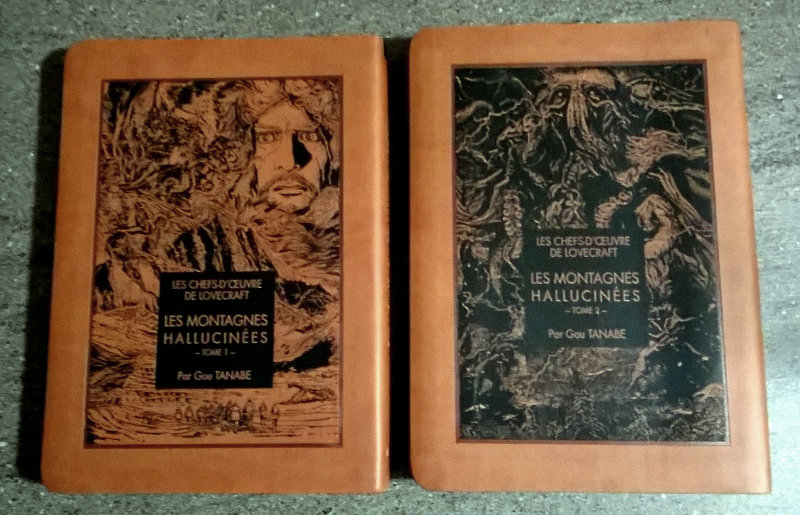 LES CHEFS-D'ŒUVRE
DE LOVECRAFT
LES MONTAGNES
HALLUCINÉES
– TOME 1 –
Par Gou TANABE
LES CHEFS-D'ŒUVRE
DE LOVECRAFT
LES MONTAGNES
HALLUCINÉES
– TOME 2 –
Par Gou TANABE